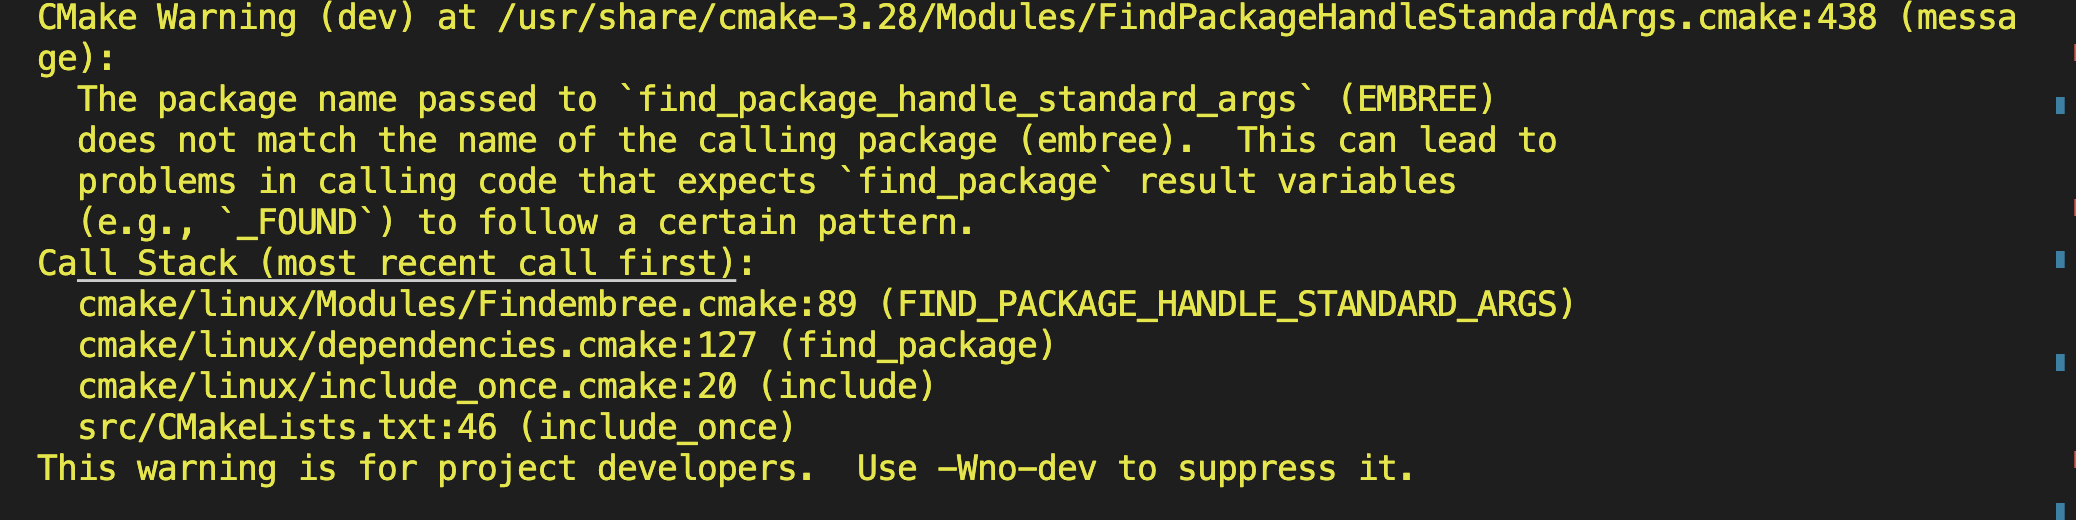 CMake Warning (dev) at /usr/share/cmake-3.28/Modules/FindPackageHandleStandardArgs.cmake:438 (messa
ge):
  The package name passed to `find_package_handle_standard_args` (EMBREE)
  does not match the name of the calling package (embree).  This can lead to
  problems in calling code that expects `find_package` result variables
  (e.g., `_FOUND`) to follow a certain pattern.
Call Stack (most recent call first):
  cmake/linux/Modules/Findembree.cmake:89 (FIND_PACKAGE_HANDLE_STANDARD_ARGS)
  cmake/linux/dependencies.cmake:127 (find_package)
  cmake/linux/include_once.cmake:20 (include)
  src/CMakeLists.txt:46 (include_once)
This warning is for project developers.  Use -Wno-dev to suppress it.